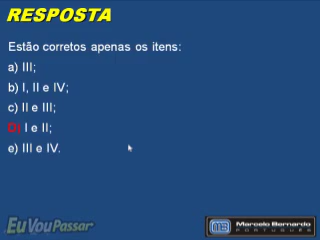 RESPOSTA
Estão corretos apenas os itens:
a) III;
b) I, II e IV;
c) II e III;
D) I e II;
e) III e IV.
EuVouPassar
Marcelo Bernardo
PORTUGUÊS